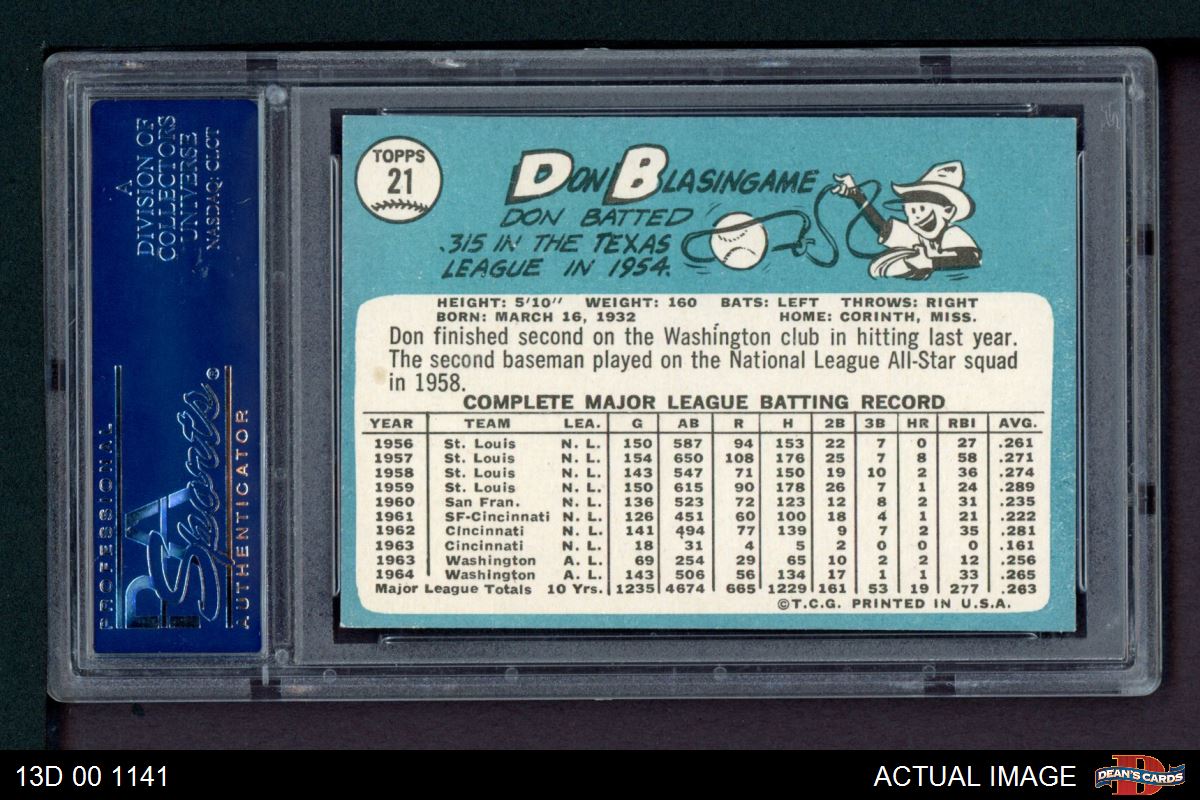 A
DIVISION OF
COLLECTORS
UNIVERSE
NASDAQ: CLCT
PROFESSIONAL
PSA
Sports®
AUTHENTICATOR
TOPPS
21
DON BLASINGAME
DON BATTED
.315 IN THE TEXAS
LEAGUE IN 1954.
HEIGHT: 5'10" WEIGHT: 160 BATS: LEFT THROWS: RIGHT
BORN: MARCH 16, 1932 HOME: CORINTH, MISS.
Don finished second on the Washington club in hitting last year.
The second baseman played on the National League All-Star squad
in 1958.
COMPLETE MAJOR LEAGUE BATTING RECORD
YEAR TEAM LEA. G AB R H 2B 3B HR RBI AVG.
1956 St. Louis N. L. 150 587 94 153 22 7 0 27 .261
1957 St. Louis N. L. 154 650 108 176 25 7 8 58 .271
1958 St. Louis N. L. 143 547 71 150 19 10 2 36 .274
1959 St. Louis N. L. 150 615 90 178 26 7 1 24 .289
1960 San Fran. N. L. 136 523 72 123 12 8 2 31 .235
1961 SF-Cincinnati N. L. 126 451 60 100 18 4 1 21 .222
1962 Cincinnati N. L. 141 494 77 139 9 7 2 35 .281
1963 Cincinnati N. L. 18 31 4 5 2 0 0 0 .161
1963 Washington A. L. 69 254 29 65 10 2 2 12 .256
1964 Washington A. L. 143 506 56 134 17 1 1 33 .265
Major League Totals 10 Yrs. 1235 4674 665 1229 161 53 19 277 .263
©T.C.G. PRINTED IN U.S.A.
13D 00 1141
ACTUAL IMAGE
D
DEAN'S CARDS